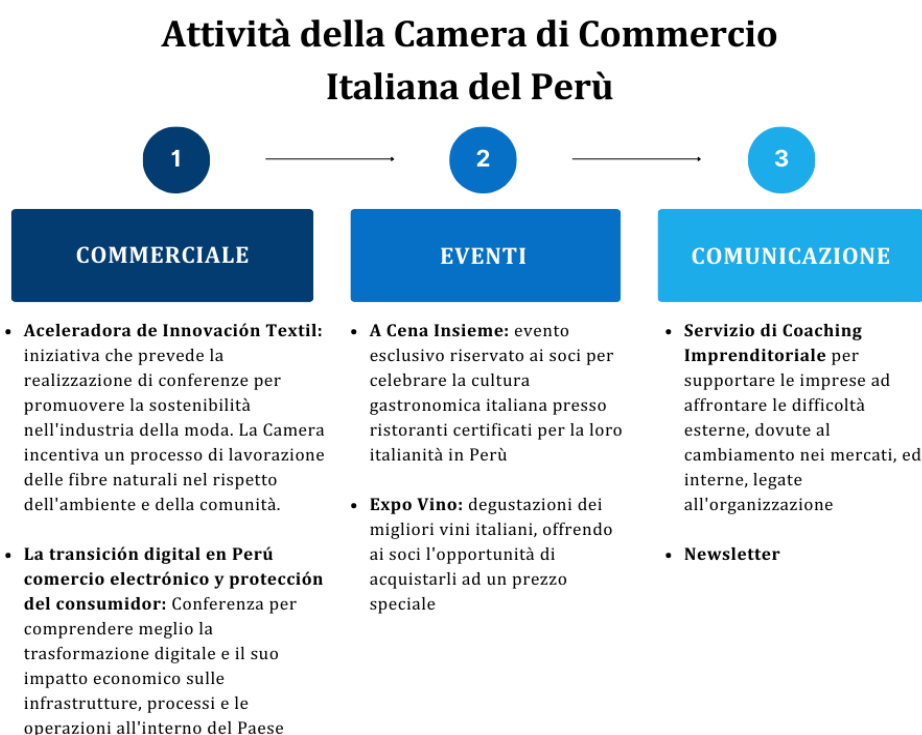 Attività della Camera di Commercio
Italiana del Perù
1
2
3
COMMERCIALE
EVENTI
COMUNICAZIONE
• Aceleradora de Innovación Textil:
iniziativa che prevede la
realizzazione di conferenze per
promuovere la sostenibilità
nell'industria della moda. La Camera
incentiva un processo di lavorazione
delle fibre naturali nel rispetto
dell'ambiente e della comunità.
• La transición digital en Perú
comercio electrónico y protección
del consumidor: Conferenza per
comprendere meglio la
trasformazione digitale e il suo
impatto economico sulle
infrastrutture, processi e le
operazioni all'interno del Paese
• A Cena Insieme: evento
esclusivo riservato ai soci per
celebrare la cultura
gastronomica italiana presso
ristoranti certificati per la loro
italianità in Perù
• Expo Vino: degustazioni dei
migliori vini italiani, offrendo
ai soci l'opportunità di
acquistarli ad un prezzo
speciale
• Servizio di Coaching
Imprenditoriale per
supportare le imprese ad
affrontare le difficoltà
esterne, dovute al
cambiamento nei mercati, ed
interne, legate
all'organizzazione
• Newsletter